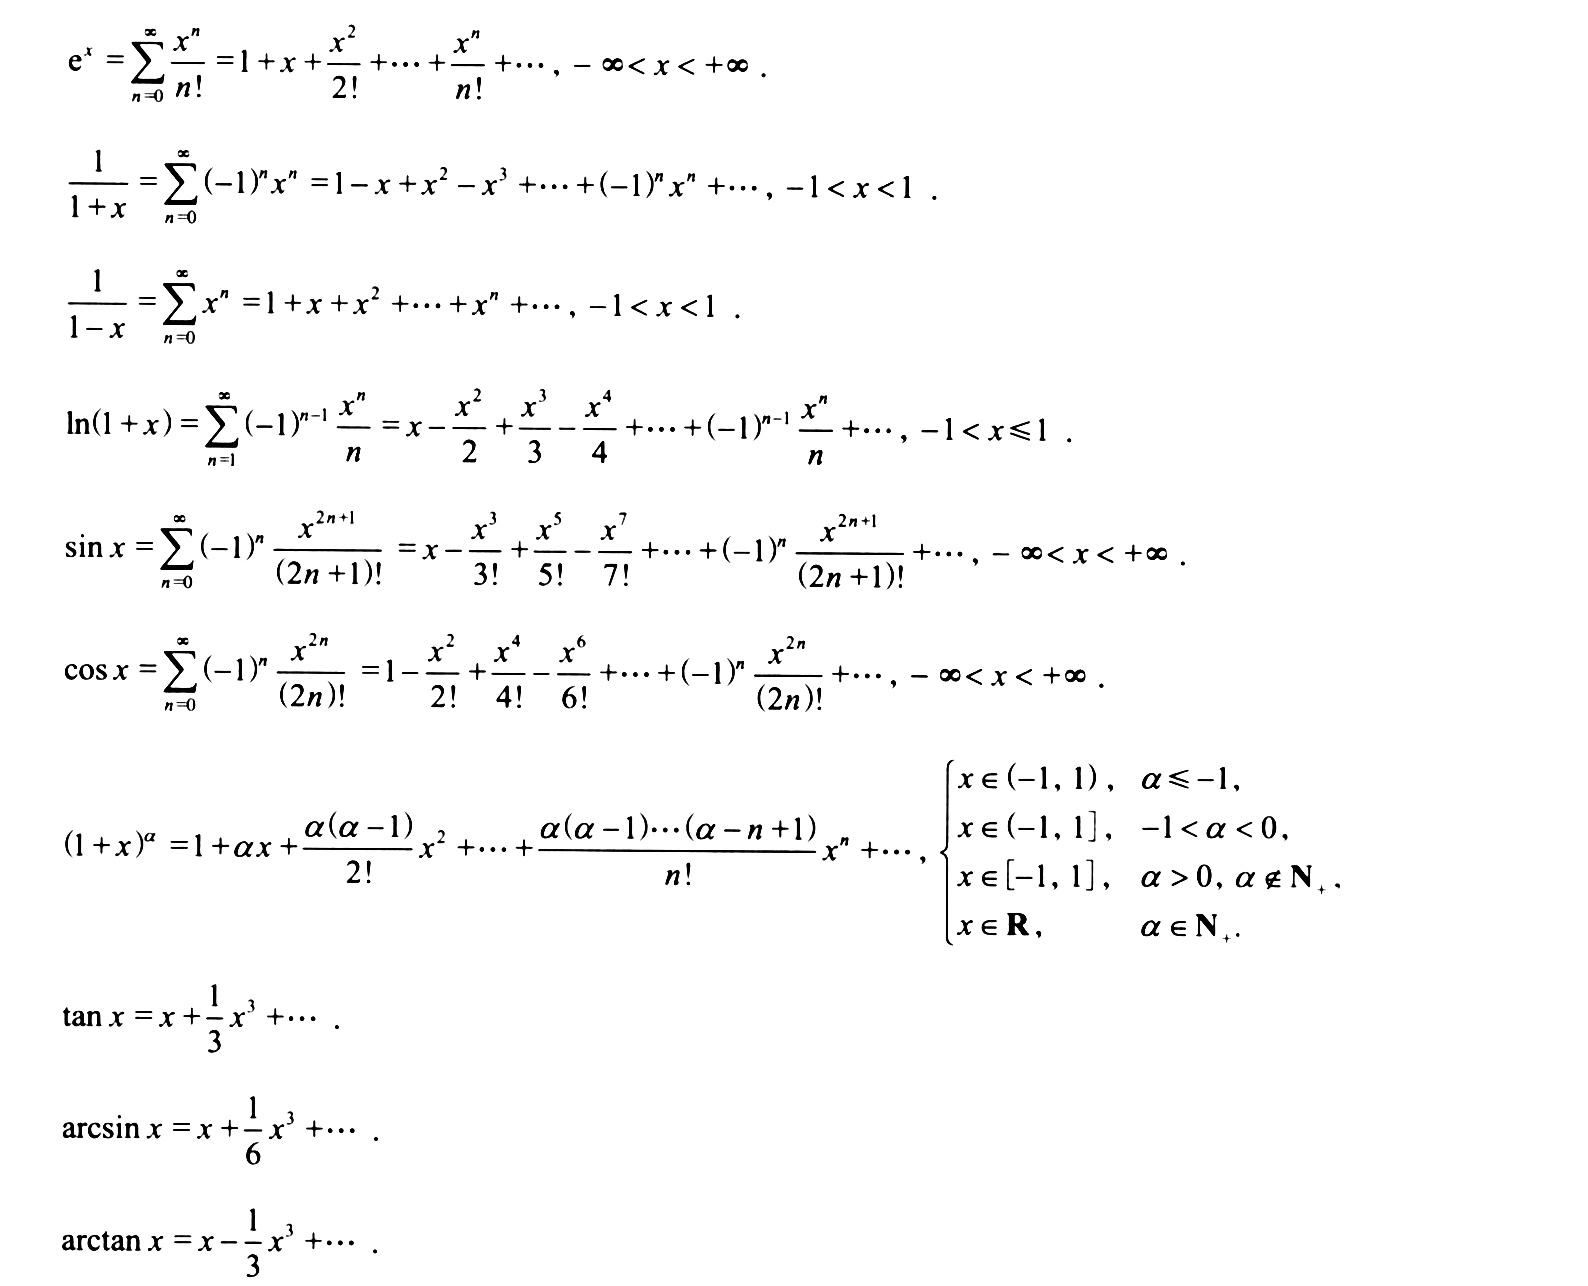 $e^x = \sum_{n=0}^{\infty} \frac{x^n}{n!} = 1 + x + \frac{x^2}{2!} + \cdots + \frac{x^n}{n!} + \cdots, -\infty < x < +\infty.$
$\frac{1}{1+x} = \sum_{n=0}^{\infty} (-1)^n x^n = 1 - x + x^2 - x^3 + \cdots + (-1)^n x^n + \cdots, -1 < x < 1.$
$\frac{1}{1-x} = \sum_{n=0}^{\infty} x^n = 1 + x + x^2 + \cdots + x^n + \cdots, -1 < x < 1.$
$\ln(1+x) = \sum_{n=1}^{\infty} (-1)^{n-1} \frac{x^n}{n} = x - \frac{x^2}{2} + \frac{x^3}{3} - \frac{x^4}{4} + \cdots + (-1)^{n-1} \frac{x^n}{n} + \cdots, -1 < x \leqslant 1.$
$\sin x = \sum_{n=0}^{\infty} (-1)^n \frac{x^{2n+1}}{(2n+1)!} = x - \frac{x^3}{3!} + \frac{x^5}{5!} - \frac{x^7}{7!} + \cdots + (-1)^n \frac{x^{2n+1}}{(2n+1)!} + \cdots, -\infty < x < +\infty.$
$\cos x = \sum_{n=0}^{\infty} (-1)^n \frac{x^{2n}}{(2n)!} = 1 - \frac{x^2}{2!} + \frac{x^4}{4!} - \frac{x^6}{6!} + \cdots + (-1)^n \frac{x^{2n}}{(2n)!} + \cdots, -\infty < x < +\infty.$
$(1+x)^\alpha = 1 + \alpha x + \frac{\alpha(\alpha-1)}{2!} x^2 + \cdots + \frac{\alpha(\alpha-1)\cdots(\alpha-n+1)}{n!} x^n + \cdots, \begin{cases} x \in (-1, 1), & \alpha \leqslant -1, \\ x \in (-1, 1], & -1 < \alpha < 0, \\ x \in [-1, 1], & \alpha > 0, \alpha \notin \mathbf{N}_+, \\ x \in \mathbf{R}, & \alpha \in \mathbf{N}_+. \end{cases}$
$\tan x = x + \frac{1}{3} x^3 + \cdots.$
$\arcsin x = x + \frac{1}{6} x^3 + \cdots.$
$\arctan x = x - \frac{1}{3} x^3 + \cdots.$